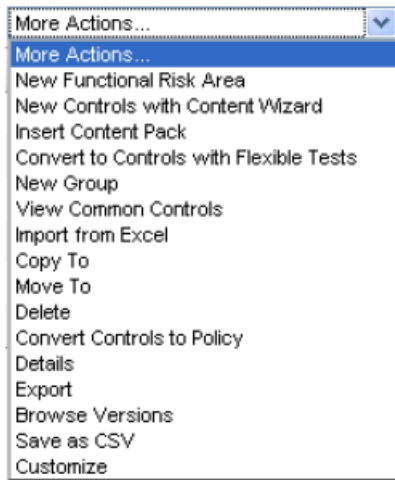 More Actions...
More Actions...
New Functional Risk Area
New Controls with Content Wizard
Insert Content Pack
Convert to Controls with Flexible Tests
New Group
View Common Controls
Import from Excel
Copy To
Move To
Delete
Convert Controls to Policy
Details
Export
Browse Versions
Save as CSV
Customize